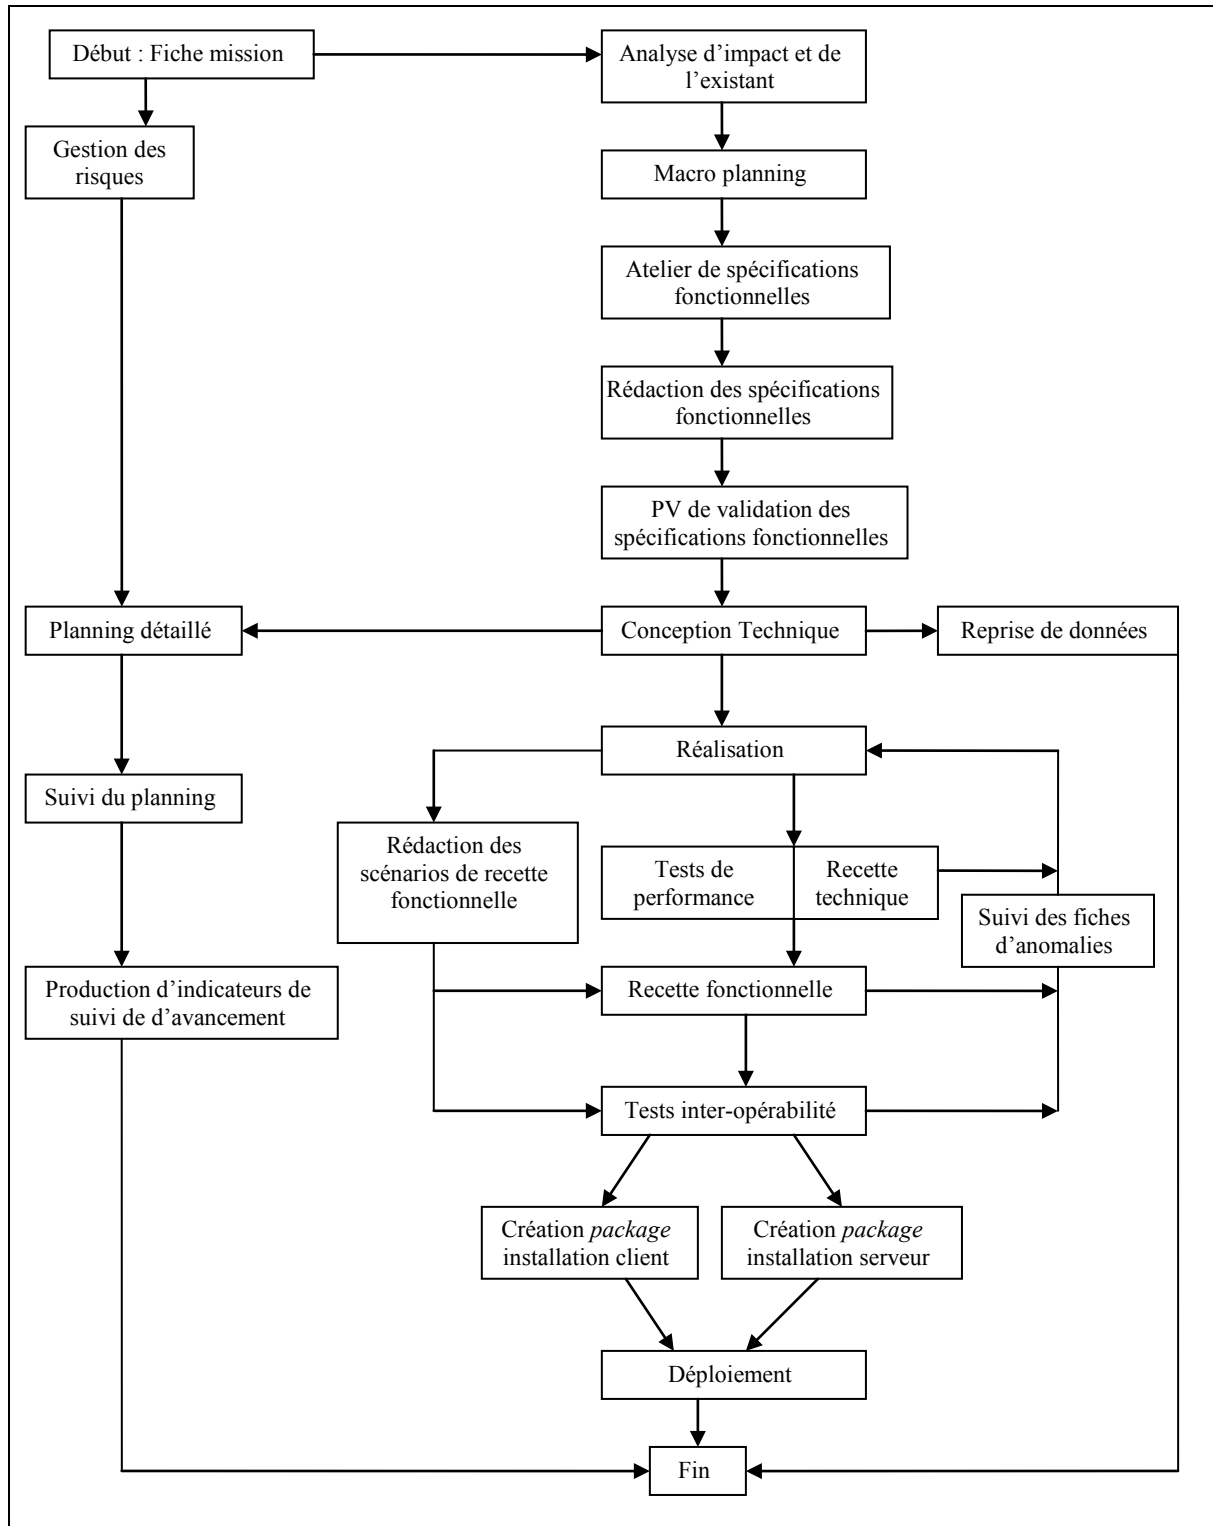 Début : Fiche mission
Analyse d’impact et de
l’existant
Gestion des
risques
Macro planning
Atelier de spécifications
fonctionnelles
Rédaction des spécifications
fonctionnelles
PV de validation des
spécifications fonctionnelles
Planning détaillé
Conception Technique
Reprise de données
Réalisation
Suivi du planning
Rédaction des
scénarios de recette
fonctionnelle
Tests de
performance
Recette
technique
Suivi des fiches
d’anomalies
Production d’indicateurs de
suivi de d’avancement
Recette fonctionnelle
Tests inter-opérabilité
Création package
installation client
Création package
installation serveur
Déploiement
Fin